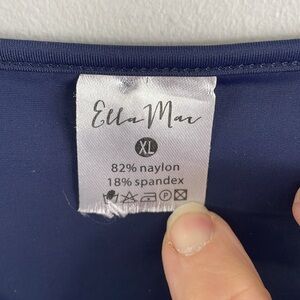 Ella Mae
XL
82% naylon
18% spandex
P